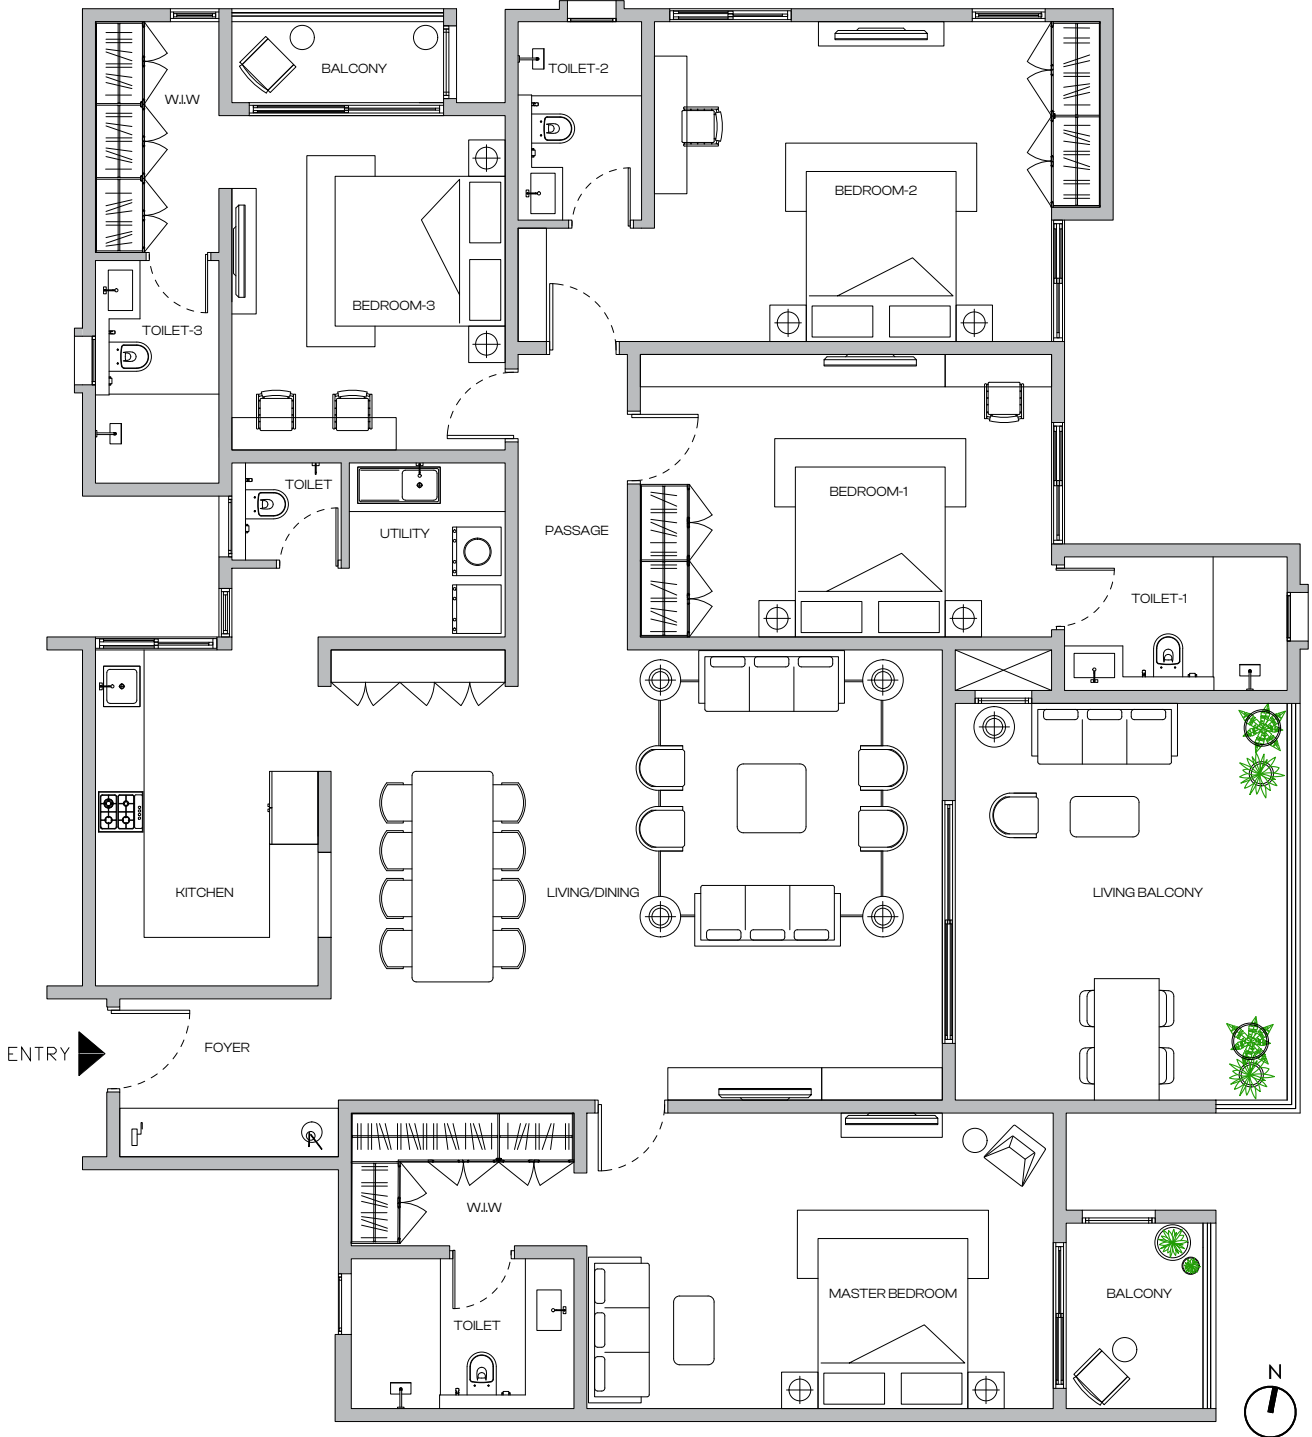 BALCONY
TOILET-2
W.I.W
BEDROOM-2
BEDROOM-3
TOILET-3
TOILET
BEDROOM-1
UTILITY
PASSAGE
TOILET-1
KITCHEN
LIVING/DINING
LIVING BALCONY
FOYER
ENTRY
W.I.W
MASTER BEDROOM
BALCONY
TOILET
N